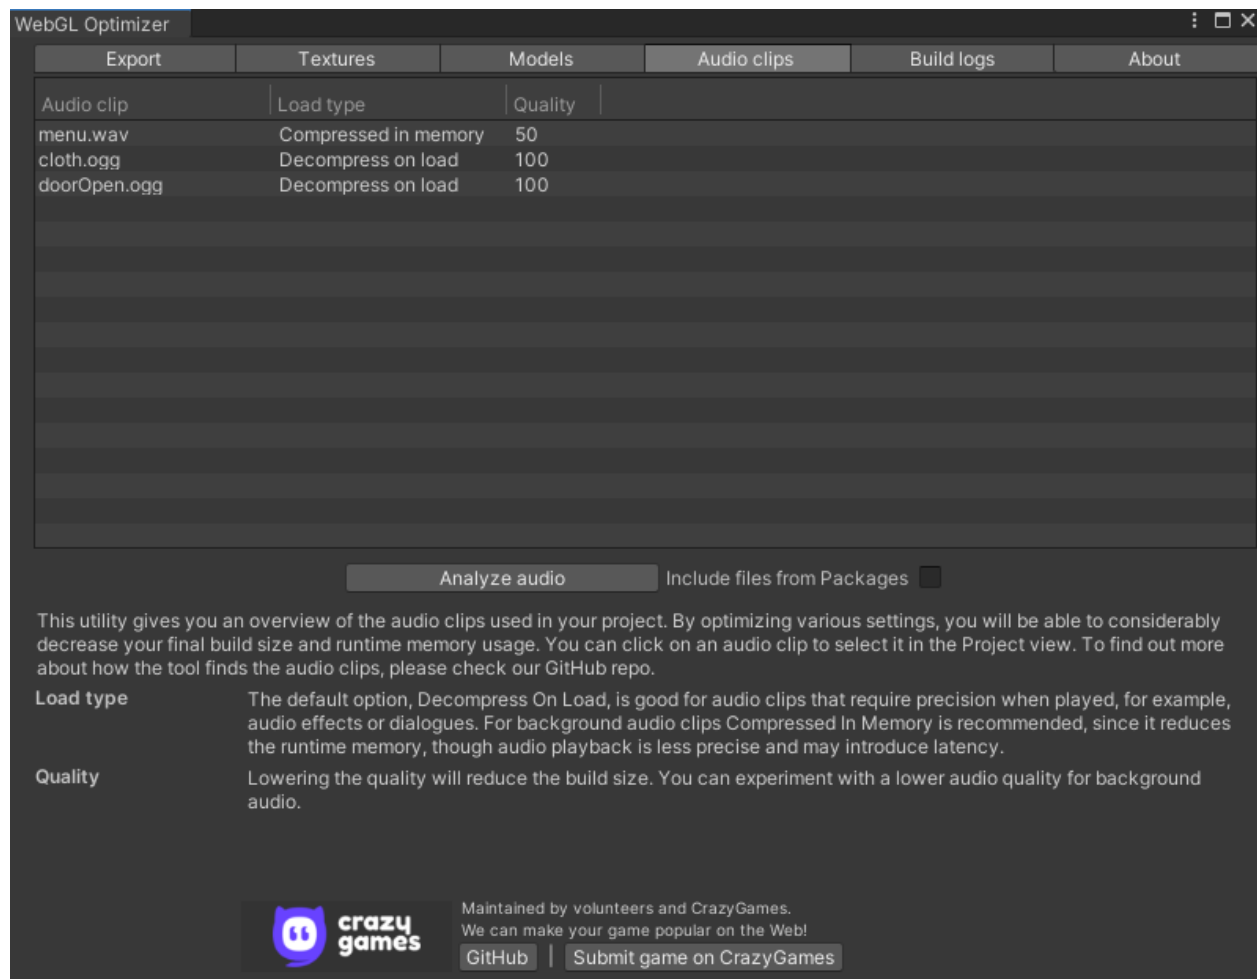 WebGL Optimizer
Export Textures Models Audio clips Build logs About
Audio clip Load type Quality
menu.wav Compressed in memory 50
cloth.ogg Decompress on load 100
doorOpen.ogg Decompress on load 100
Analyze audio Include files from Packages
This utility gives you an overview of the audio clips used in your project. By optimizing various settings, you will be able to considerably
decrease your final build size and runtime memory usage. You can click on an audio clip to select it in the Project view. To find out more
about how the tool finds the audio clips, please check our GitHub repo.
Load type The default option, Decompress On Load, is good for audio clips that require precision when played, for example,
audio effects or dialogues. For background audio clips Compressed In Memory is recommended, since it reduces
the runtime memory, though audio playback is less precise and may introduce latency.
Quality Lowering the quality will reduce the build size. You can experiment with a lower audio quality for background
audio.
crazy
games
Maintained by volunteers and CrazyGames.
We can make your game popular on the Web!
GitHub | Submit game on CrazyGames